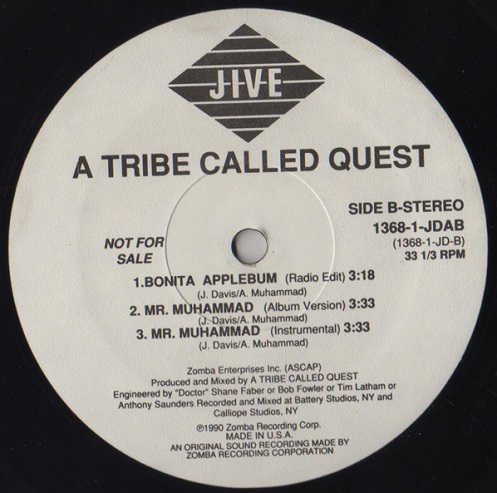 JIVE
A TRIBE CALLED QUEST
SIDE B-STEREO
1368-1-JDAB
(1368-1-JD-B)
33 1/3 RPM
NOT FOR
SALE
1.BONITA APPLEBUM (Radio Edit) 3:18
(J. Davis/A. Muhammad)
2. MR. MUHAMMAD (Album Version) 3:33
(J. Davis/A. Muhammad)
3. MR. MUHAMMAD (Instrumental) 3:33
(J. Davis/A. Muhammad)
Zomba Enterprises Inc. (ASCAP)
Produced and Mixed by A TRIBE CALLED QUEST
Engineered by "Doctor" Shane Faber or Bob Fowler or Tim Latham or
Anthony Saunders Recorded and Mixed at Battery Studios, NY and
Calliope Studios, NY
℗1990 Zomba Recording Corp.
MADE IN U.S.A.
AN ORIGINAL SOUND RECORDING MADE BY
ZOMBA RECORDING CORPORATION